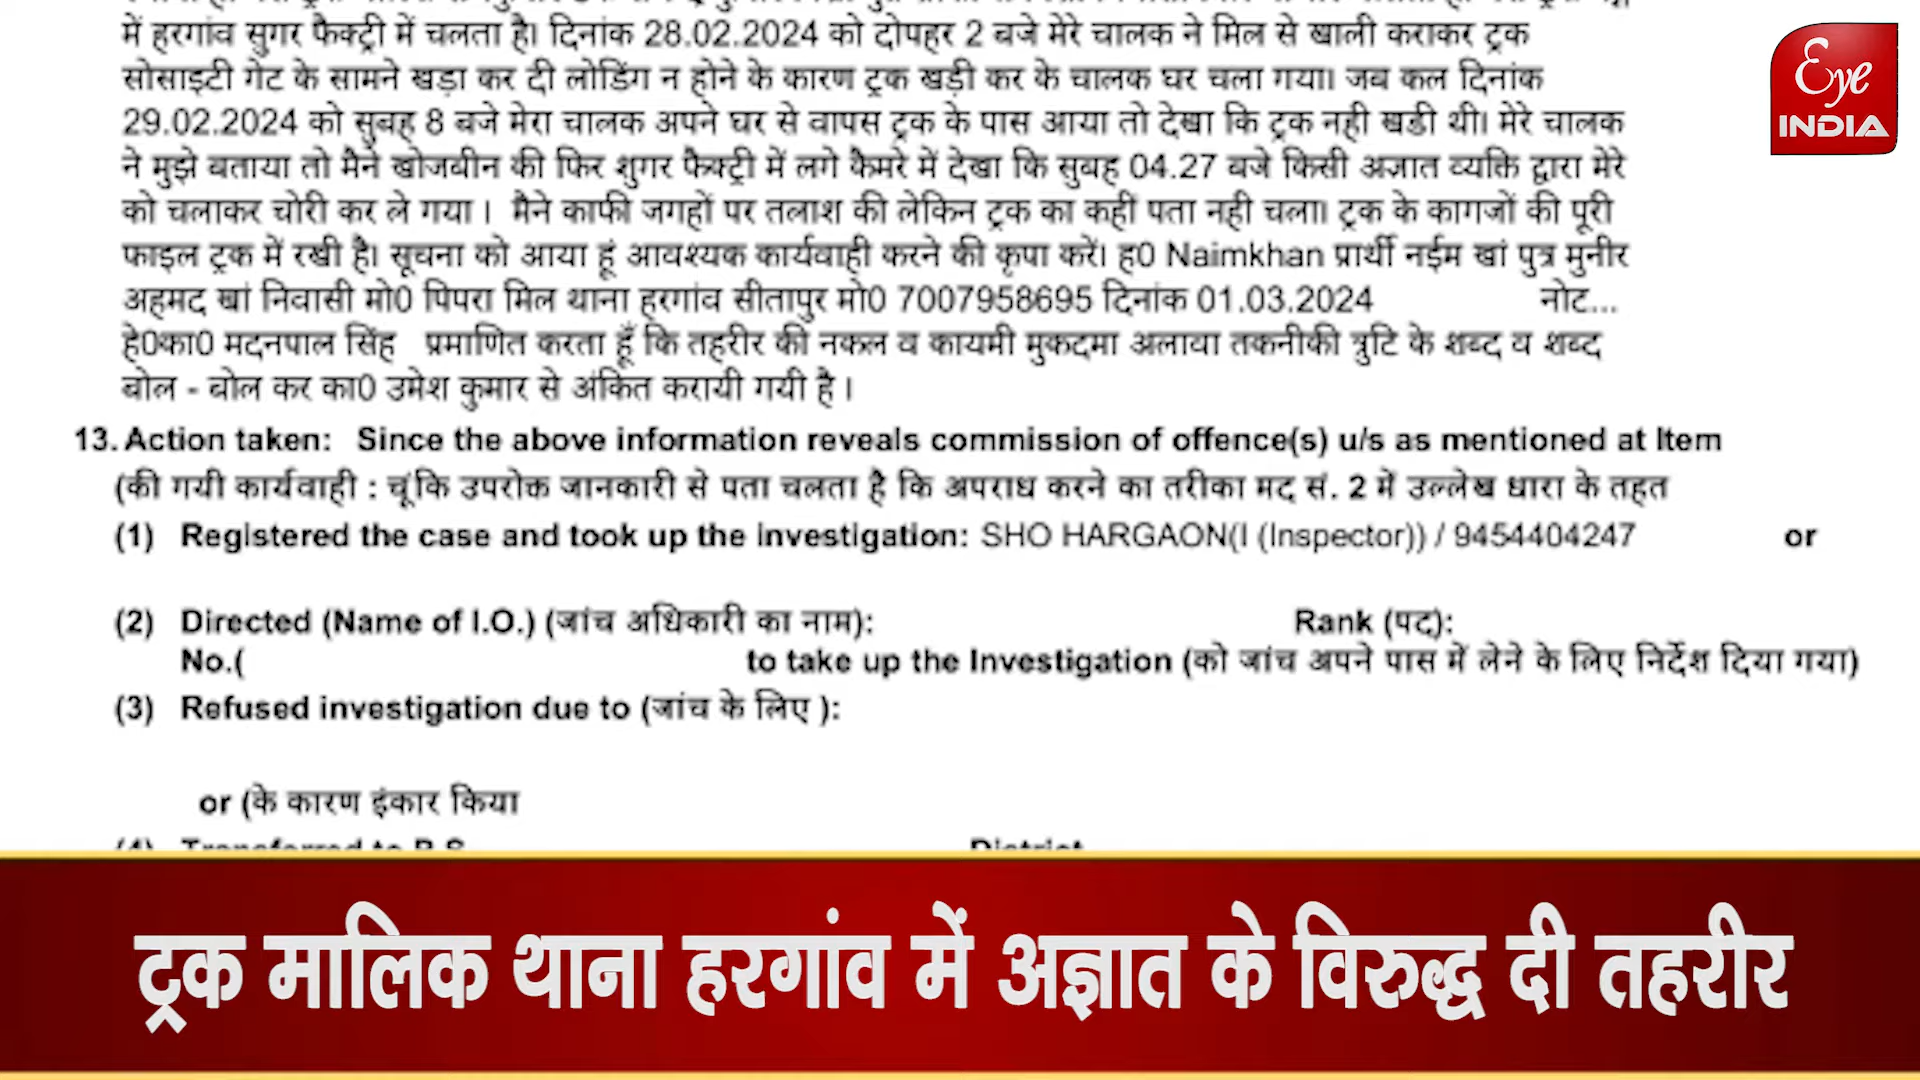 में हरगांव सुगर फैक्ट्री में चलता है। दिनांक 28.02.2024 को दोपहर 2 बजे मेरे चालक ने मिल से खाली कराकर ट्रक
सोसाइटी गेट के सामने खड़ा कर दी लोडिंग न होने के कारण ट्रक खड़ी कर के चालक घर चला गया। जब कल दिनांक
29.02.2024 को सुबह 8 बजे मेरा चालक अपने घर से वापस ट्रक के पास आया तो देखा कि ट्रक नही खडी थी। मेरे चालक
ने मुझे बताया तो मैने खोजबीन की फिर शुगर फैक्ट्री में लगे कैमरे में देखा कि सुबह 04.27 बजे किसी अज्ञात व्यक्ति द्वारा मेरे
को चलाकर चोरी कर ले गया । मैने काफी जगहों पर तलाश की लेकिन ट्रक का कहीं पता नही चला। ट्रक के कागजों की पूरी
फाइल ट्रक में रखी है। सूचना को आया हूं आवश्यक कार्यवाही करने की कृपा करें। ह0 Naimkhan प्रार्थी नईम खां पुत्र मुनीर
अहमद खां निवासी मो0 पिपरा मिल थाना हरगांव सीतापुर मो0 7007958695 दिनांक 01.03.2024 नोट...
हे0का0 मदनपाल सिंह प्रमाणित करता हूँ कि तहरीर की नकल व कायमी मुकदमा अलावा तकनीकी त्रुटि के शब्द व शब्द
बोल - बोल कर का0 उमेश कुमार से अंकित करायी गयी है ।
13. Action taken: Since the above information reveals commission of offence(s) u/s as mentioned at Item
(की गयी कार्यवाही : चूंकि उपरोक्त जानकारी से पता चलता है कि अपराध करने का तरीका मद सं. 2 में उल्लेख धारा के तहत
(1) Registered the case and took up the investigation: SHO HARGAON(I (Inspector)) / 9454404247 or
(2) Directed (Name of I.O.) (जांच अधिकारी का नाम): Rank (पद):
No.( to take up the Investigation (को जांच अपने पास में लेने के लिए निर्देश दिया गया)
(3) Refused investigation due to (जांच के लिए ):
or (के कारण इंकार किया
(4) Transferred to P.S. District
Eye
INDIA
ट्रक मालिक थाना हरगांव में अज्ञात के विरुद्ध दी तहरीर